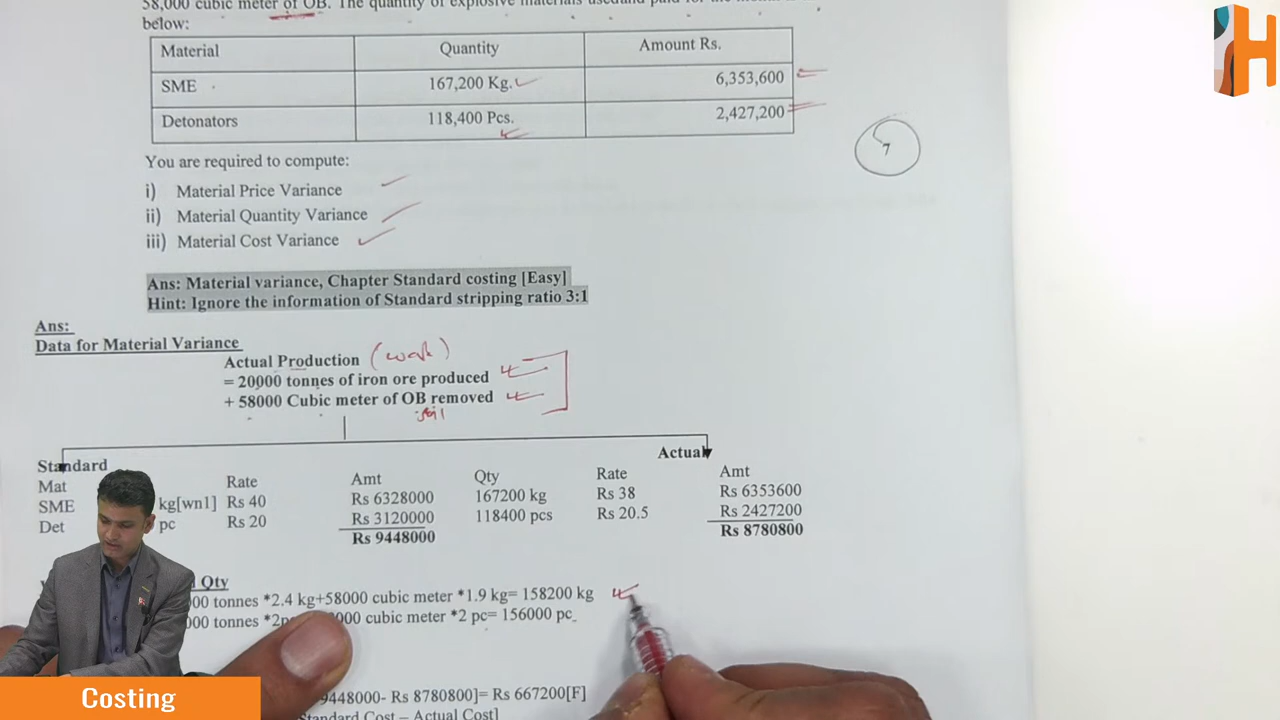 58,000 cubic meter of OB. The quantity of explosive materials usedand paid for the
below:
Material Quantity Amount Rs.
SME 167,200 Kg. 6,353,600
Detonators 118,400 Pcs. 2,427,200
7
You are required to compute:
i) Material Price Variance
ii) Material Quantity Variance
iii) Material Cost Variance
Ans: Material variance, Chapter Standard costing [Easy]
Hint: Ignore the information of Standard stripping ratio 3:1
Ans:
Data for Material Variance
Actual Production (work)
= 20000 tonnes of iron ore produced
+ 58000 Cubic meter of OB removed
soil
Standard Actual
Mat Rate Amt Qty Rate Amt
SME kg[wn1] Rs 40 Rs 6328000 167200 kg Rs 38 Rs 6353600
Det pc Rs 20 Rs 3120000 118400 pcs Rs 20.5 Rs 2427200
Rs 9448000 Rs 8780800
Qty
000 tonnes *2.4 kg+58000 cubic meter *1.9 kg= 158200 kg
000 tonnes *2pc 000 cubic meter *2 pc= 156000 pc
9448000- Rs 8780800]= Rs 667200[F]
Standard Cost – Actual Cost]
Costing
H